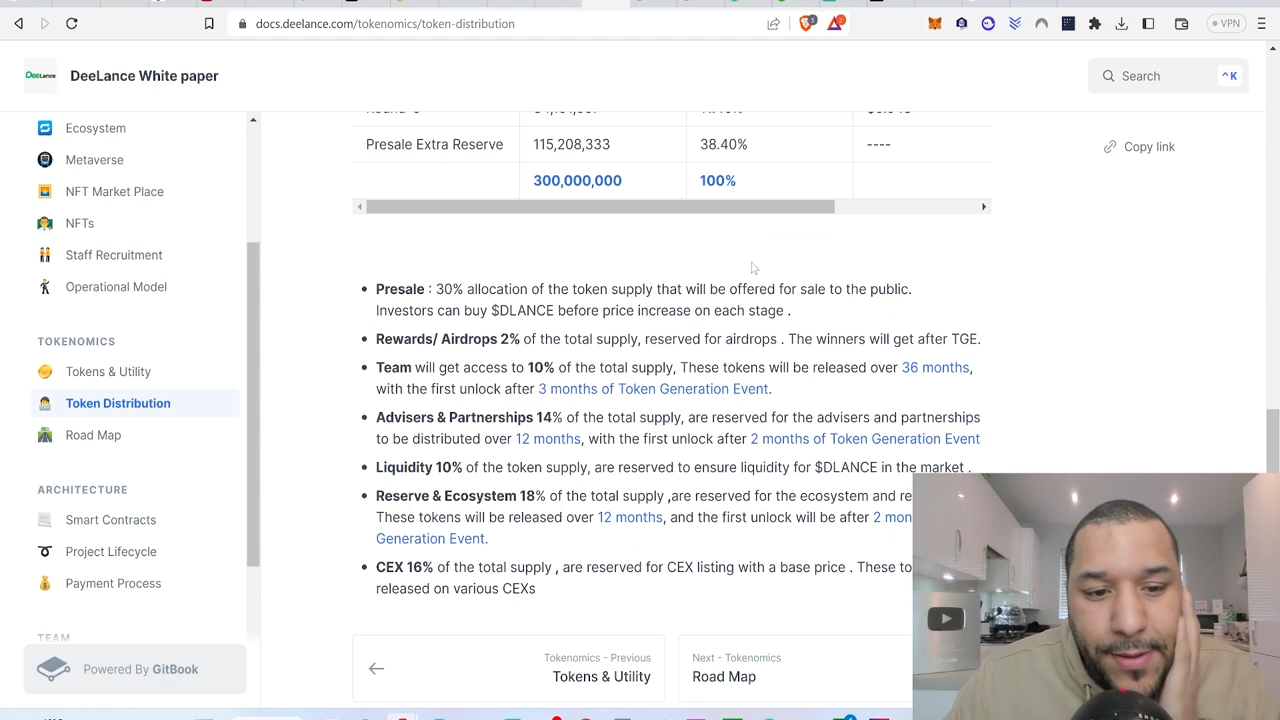 docs.deelance.com/tokenomics/token-distribution
VPN
DEELANCE
DeeLance White paper
Search
^K
Ecosystem
Metaverse
NFT Market Place
NFTs
Staff Recruitment
Operational Model
TOKENOMICS
Tokens & Utility
Token Distribution
Road Map
ARCHITECTURE
Smart Contracts
Project Lifecycle
Payment Process
TEAM
Powered By GitBook
Presale Extra Reserve 115,208,333 38.40% ----
300,000,000 100%
Copy link
• Presale : 30% allocation of the token supply that will be offered for sale to the public.
Investors can buy $DLANCE before price increase on each stage .
• Rewards/ Airdrops 2% of the total supply, reserved for airdrops . The winners will get after TGE.
• Team will get access to 10% of the total supply, These tokens will be released over 36 months,
with the first unlock after 3 months of Token Generation Event.
• Advisers & Partnerships 14% of the total supply, are reserved for the advisers and partnerships
to be distributed over 12 months, with the first unlock after 2 months of Token Generation Event
• Liquidity 10% of the token supply, are reserved to ensure liquidity for $DLANCE in the market .
• Reserve & Ecosystem 18% of the total supply ,are reserved for the ecosystem and re
These tokens will be released over 12 months, and the first unlock will be after 2 mon
Generation Event.
• CEX 16% of the total supply , are reserved for CEX listing with a base price . These to
released on various CEXs
Tokenomics - Previous
Tokens & Utility
Next - Tokenomics
Road Map